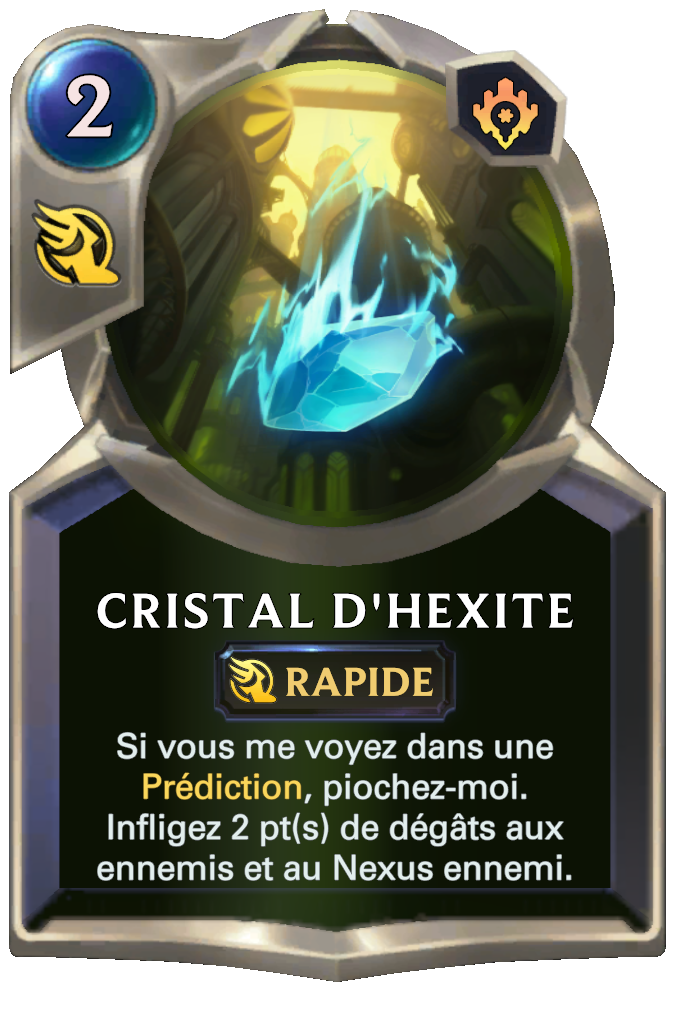 2
CRISTAL D'HEXITE
RAPIDE
Si vous me voyez dans une
Prédiction, piochez-moi.
Infligez 2 pt(s) de dégâts aux
ennemis et au Nexus ennemi.